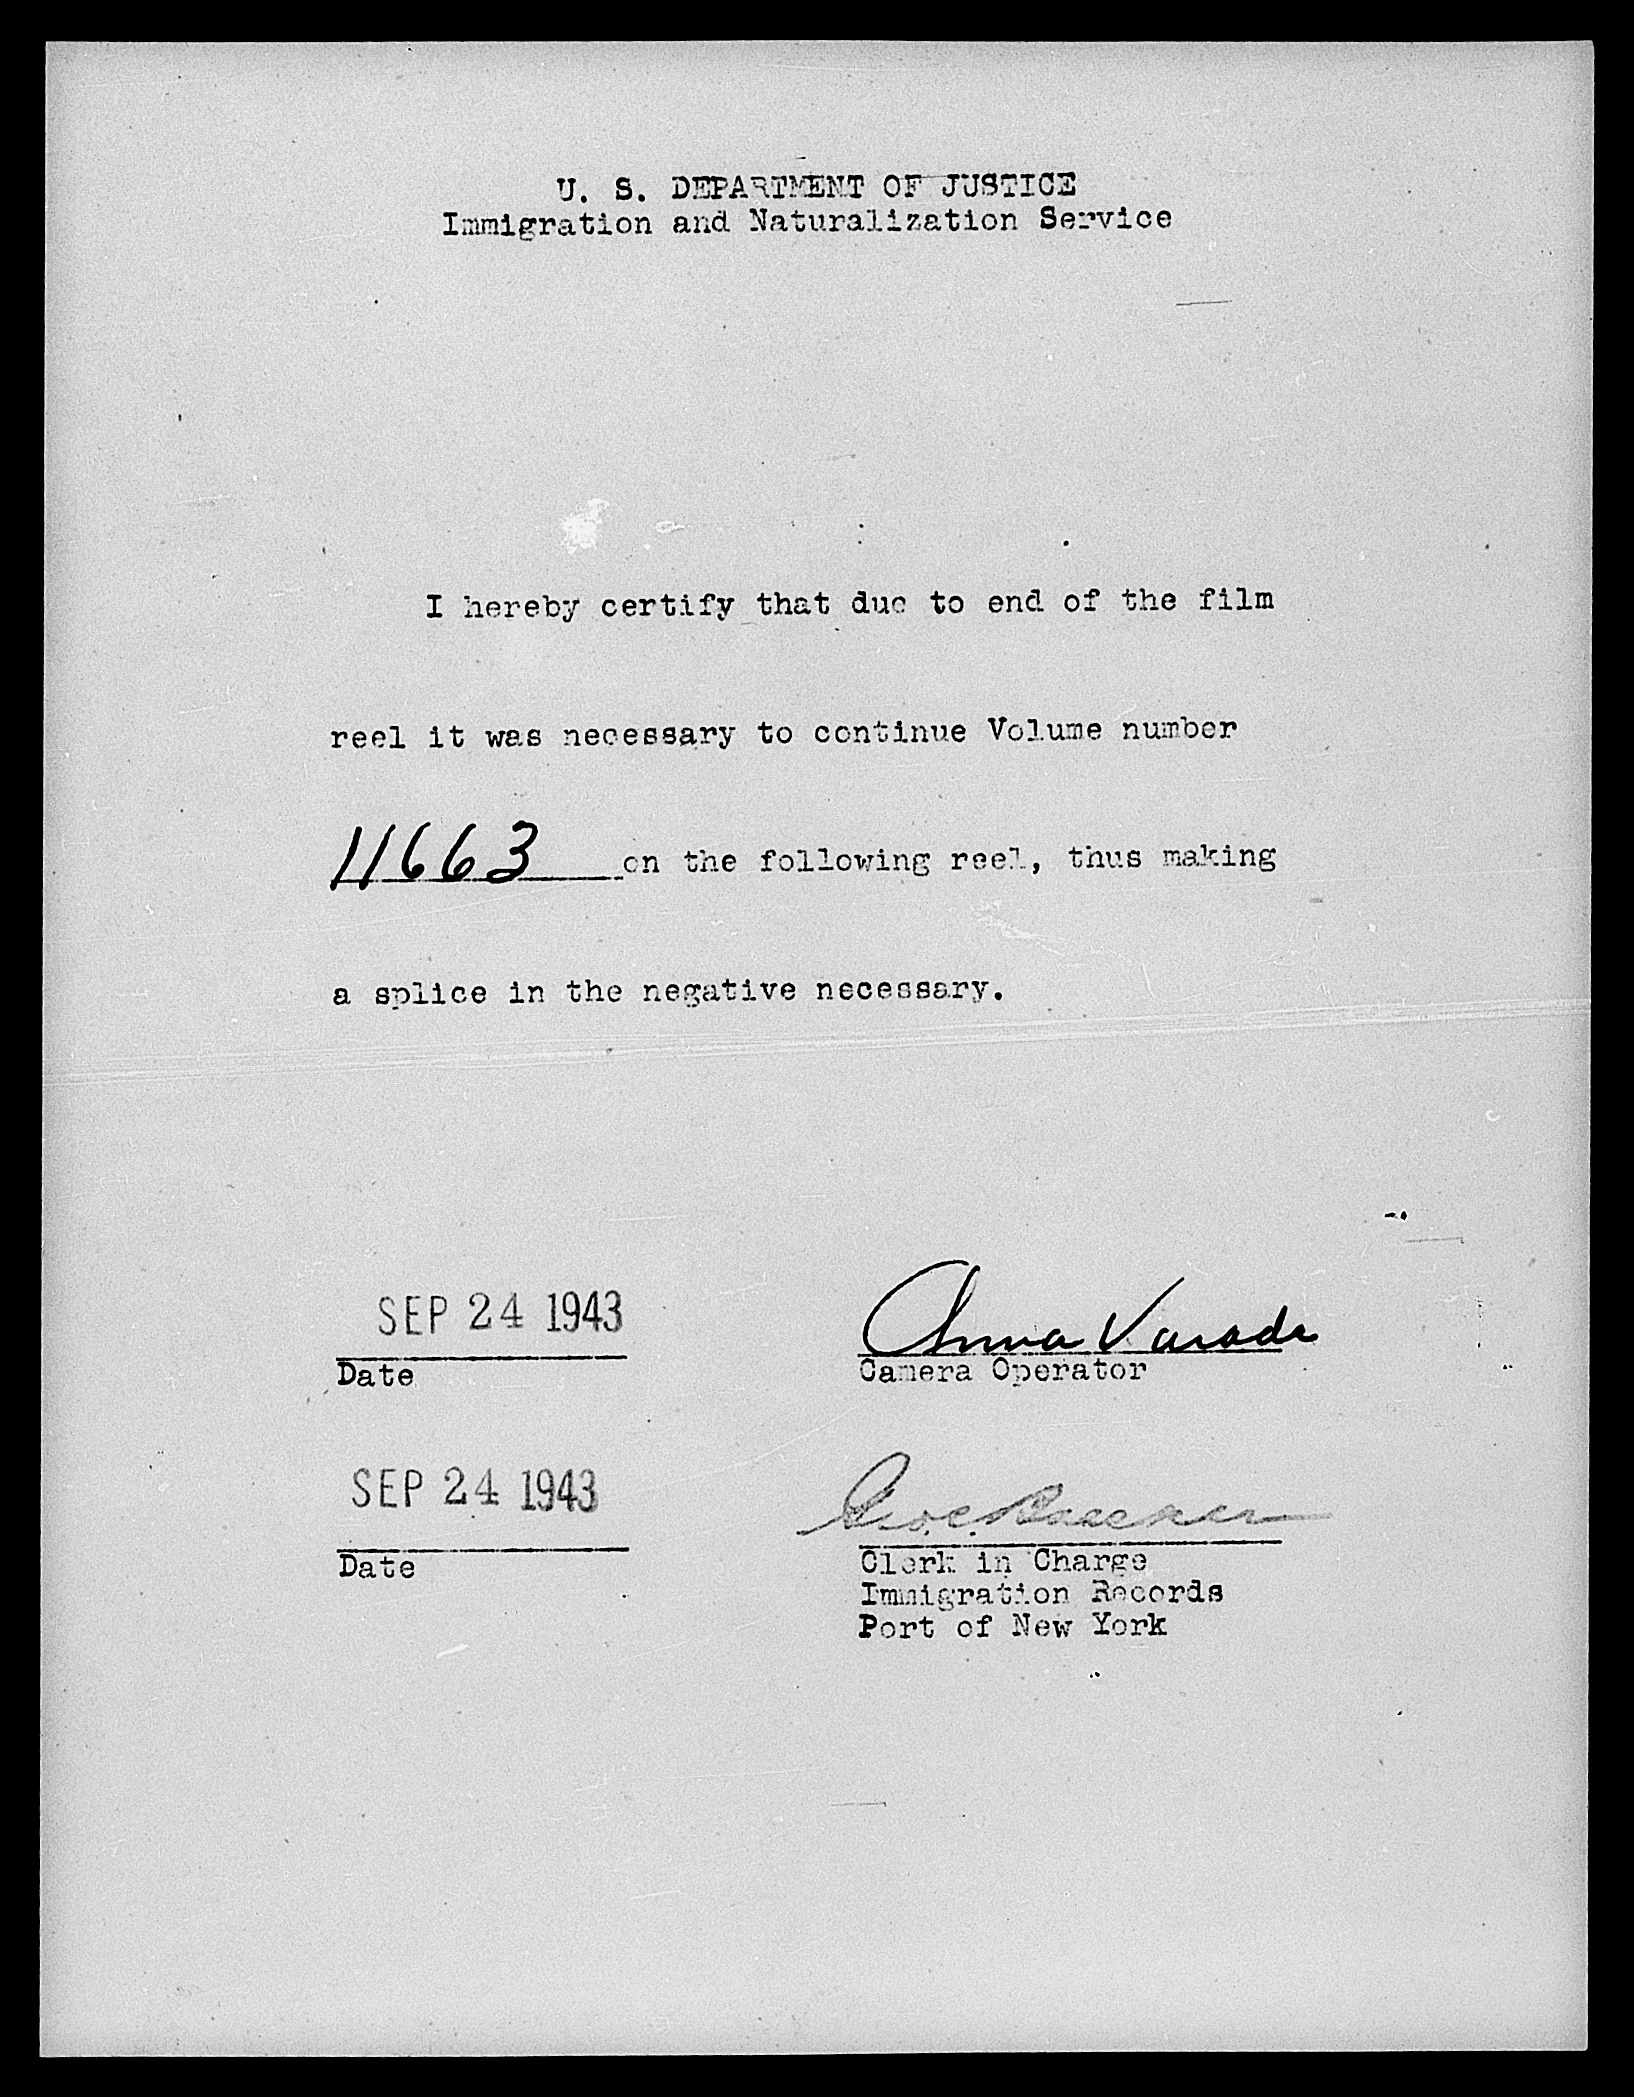 U. S. DEPARTMENT OF JUSTICE
Immigration and Naturalization Service
I hereby certify that due to end of the film
reel it was necessary to continue Volume number
11663 on the following reel, thus making
a splice in the negative necessary.
SEP 24 1943
Anna
Date
Camera Operator
SEP 24 1943
Date
Clerk in Charge
Immigration Records
Port of New York